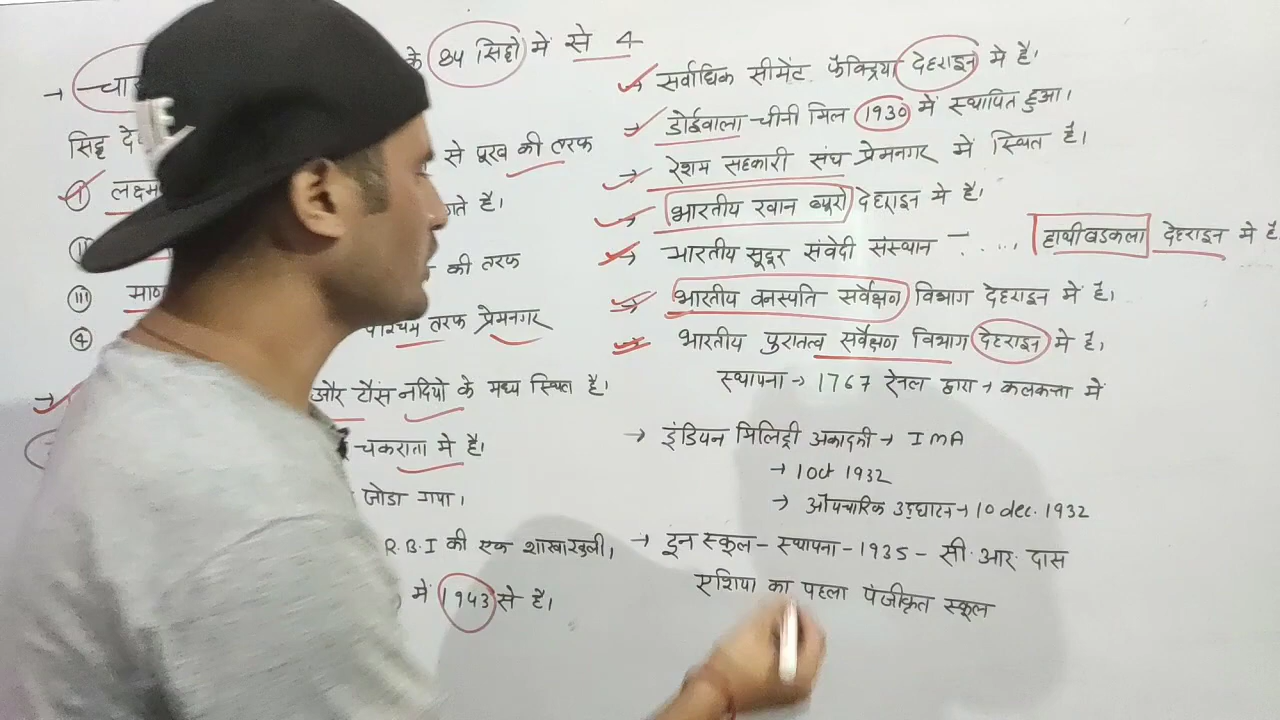 → चा के 84 सिद्दो में से 4
सिद्द दे से पूरब की तरफ
① लक्ष्म ते है।
॥ की तरफ
||| माण
④ पश्चिम तरफ प्रेमनगर
और टौंस नदियों के मध्य स्थित है।
चकराता मे है।
जोडा गया।
R.B.I की एक शाखा खुली,
में 1943 से है।
→ सर्वाधिक सीमेंट फैक्ट्रिया देहरादून मे है।
→ डोईवाला चीनी मिल 1930 में स्थापित हुआ।
→ रेशम सहकारी संघ प्रेमनगर में स्थित है।
→ भारतीय खान ब्यूरो देहरादून मे है।
→ भारतीय सूदूर संवेदी संस्थान - .... हाथीबडकला देहरादून मे है
→ भारतीय वनस्पति सर्वेक्षण विभाग देहरादून में है।
→ भारतीय पुरातत्व सर्वेक्षण विभाग देहरादून मे है।
स्थापना → 1767 रेनल द्वारा → कलकत्ता में
→ इंडियन मिलिट्री अकादमी → IMA
→ 1 Oct 1932
→ औपचारिक उद्घाटन → 10 dec. 1932
→ दून स्कूल - स्थापना - 1935 - सी. आर. दास
एशिया का पहला पंजीकृत स्कूल